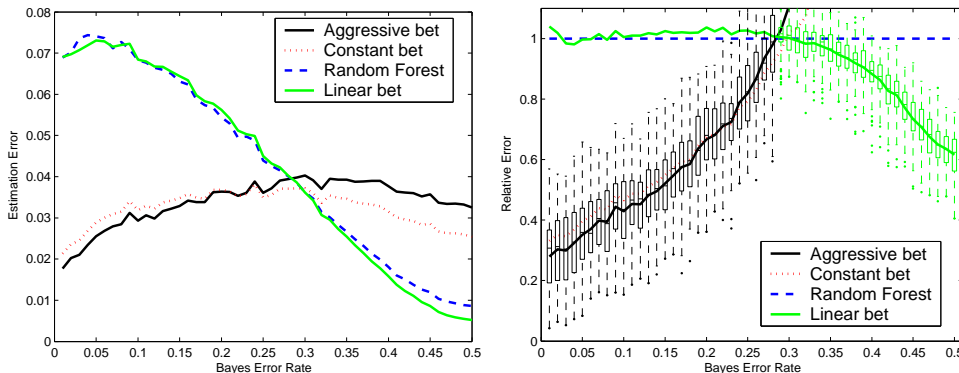 0.08
0.07
0.06
0.05
0.04
0.03
0.02
0.01
0
Estimation Error
0 0.05 0.1 0.15 0.2 0.25 0.3 0.35 0.4 0.45 0.5
Bayes Error Rate
Aggressive bet
Constant bet
Random Forest
Linear bet
1
0.8
0.6
0.4
0.2
Relative Error
0 0.05 0.1 0.15 0.2 0.25 0.3 0.35 0.4 0.45 0.5
Bayes Error Rate
Aggressive bet
Constant bet
Random Forest
Linear bet